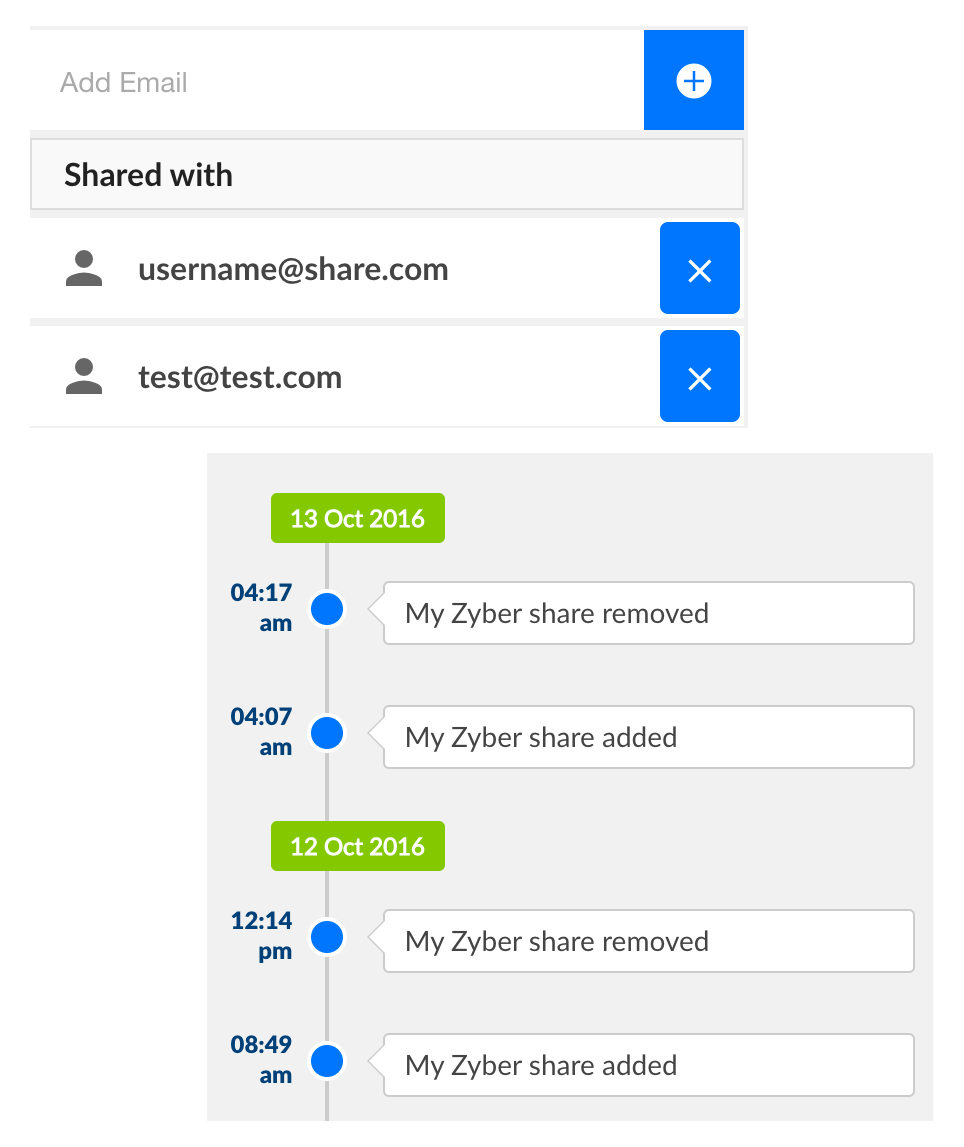 Add Email
Shared with
username@share.com
test@test.com
13 Oct 2016
04:17
am
My Zyber share removed
04:07
am
My Zyber share added
12 Oct 2016
12:14
pm
My Zyber share removed
08:49
am
My Zyber share added